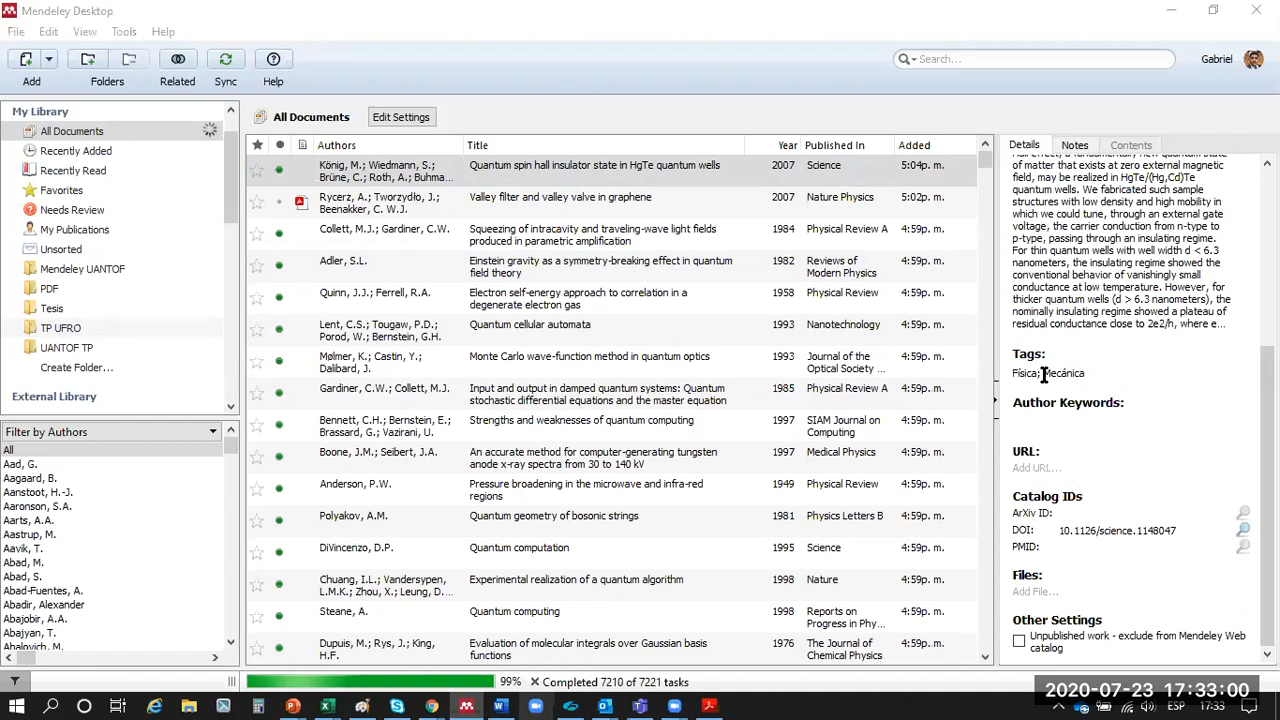 Mendeley Desktop
File Edit View Tools Help
Add Folders Related Sync Help
Search...
Gabriel
My Library
All Documents
Recently Added
Recently Read
Favorites
Needs Review
My Publications
Unsorted
Mendeley UANTOF
PDF
Tesis
TP UFRO
UANTOF TP
Create Folder...
External Library
Filter by Authors
All
Aad, G.
Aagaard, B.
Aanstoot, H.-J.
Aaronson, S.A.
Aarts, A.A.
Aastrup, M.
Aavik, T.
Abad, M.
Abad, S.
Abad-Fuentes, A.
Abadir, Alexander
Abajobir, A.A.
Abajyan, T.
Abalovich, M.
All Documents Edit Settings
Authors Title Year Published In Added
König, M.; Wiedmann, S.; Quantum spin hall insulator state in HgTe quantum wells 2007 Science 5:04p. m.
Brüne, C.; Roth, A.; Buhma...
Rycerz, A.; Tworzydło, J.; Valley filter and valley valve in graphene 2007 Nature Physics 5:02p. m.
Beenakker, C. W.J.
Collett, M.J.; Gardiner, C.W. Squeezing of intracavity and traveling-wave light fields 1984 Physical Review A 4:59p. m.
produced in parametric amplification
Adler, S.L. Einstein gravity as a symmetry-breaking effect in quantum 1982 Reviews of 4:59p. m.
field theory Modern Physics
Quinn, J.J.; Ferrell, R.A. Electron self-energy approach to correlation in a 1958 Physical Review 4:59p. m.
degenerate electron gas
Lent, C.S.; Tougaw, P.D.; Quantum cellular automata 1993 Nanotechnology 4:59p. m.
Porod, W.; Bernstein, G.H.
Mølmer, K.; Castin, Y.; Monte Carlo wave-function method in quantum optics 1993 Journal of the 4:59p. m.
Dalibard, J. Optical Society ...
Gardiner, C.W.; Collett, M.J. Input and output in damped quantum systems: Quantum 1985 Physical Review A 4:59p. m.
stochastic differential equations and the master equation
Bennett, C.H.; Bernstein, E.; Strengths and weaknesses of quantum computing 1997 SIAM Journal on 4:59p. m.
Brassard, G.; Vazirani, U. Computing
Boone, J.M.; Seibert, J.A. An accurate method for computer-generating tungsten 1997 Medical Physics 4:59p. m.
anode x-ray spectra from 30 to 140 kV
Anderson, P.W. Pressure broadening in the microwave and infra-red 1949 Physical Review 4:59p. m.
regions
Polyakov, A.M. Quantum geometry of bosonic strings 1981 Physics Letters B 4:59p. m.
DiVincenzo, D.P. Quantum computation 1995 Science 4:59p. m.
Chuang, I.L.; Vandersypen, Experimental realization of a quantum algorithm 1998 Nature 4:59p. m.
L.M.K.; Zhou, X.; Leung, D....
Steane, A. Quantum computing 1998 Reports on 4:59p. m.
Progress in Phy...
Dupuis, M.; Rys, J.; King, Evaluation of molecular integrals over Gaussian basis 1976 The Journal of 4:59p. m.
H.F. functions Chemical Physics
99% Completed 7210 of 7221 tasks
Details Notes Contents
Hall effect, a fundamentally new quantum state
of matter that exists at zero external magnetic
field, may be realized in HgTe/(Hg,Cd)Te
quantum wells. We fabricated such sample
structures with low density and high mobility in
which we could tune, through an external gate
voltage, the carrier conduction from n-type to
p-type, passing through an insulating regime.
For thin quantum wells with well width d < 6.3
nanometers, the insulating regime showed the
conventional behavior of vanishingly small
conductance at low temperature. However, for
thicker quantum wells (d > 6.3 nanometers), the
nominally insulating regime showed a plateau of
residual conductance close to 2e2/h, where e...
Tags:
Física; Mecánica
Author Keywords:
URL:
Add URL...
Catalog IDs
ArXiv ID:
DOI: 10.1126/science.1148047
PMID:
Files:
Add File...
Other Settings
Unpublished work - exclude from Mendeley Web
catalog
2020-07-23 17:33:00
ESP 17:33